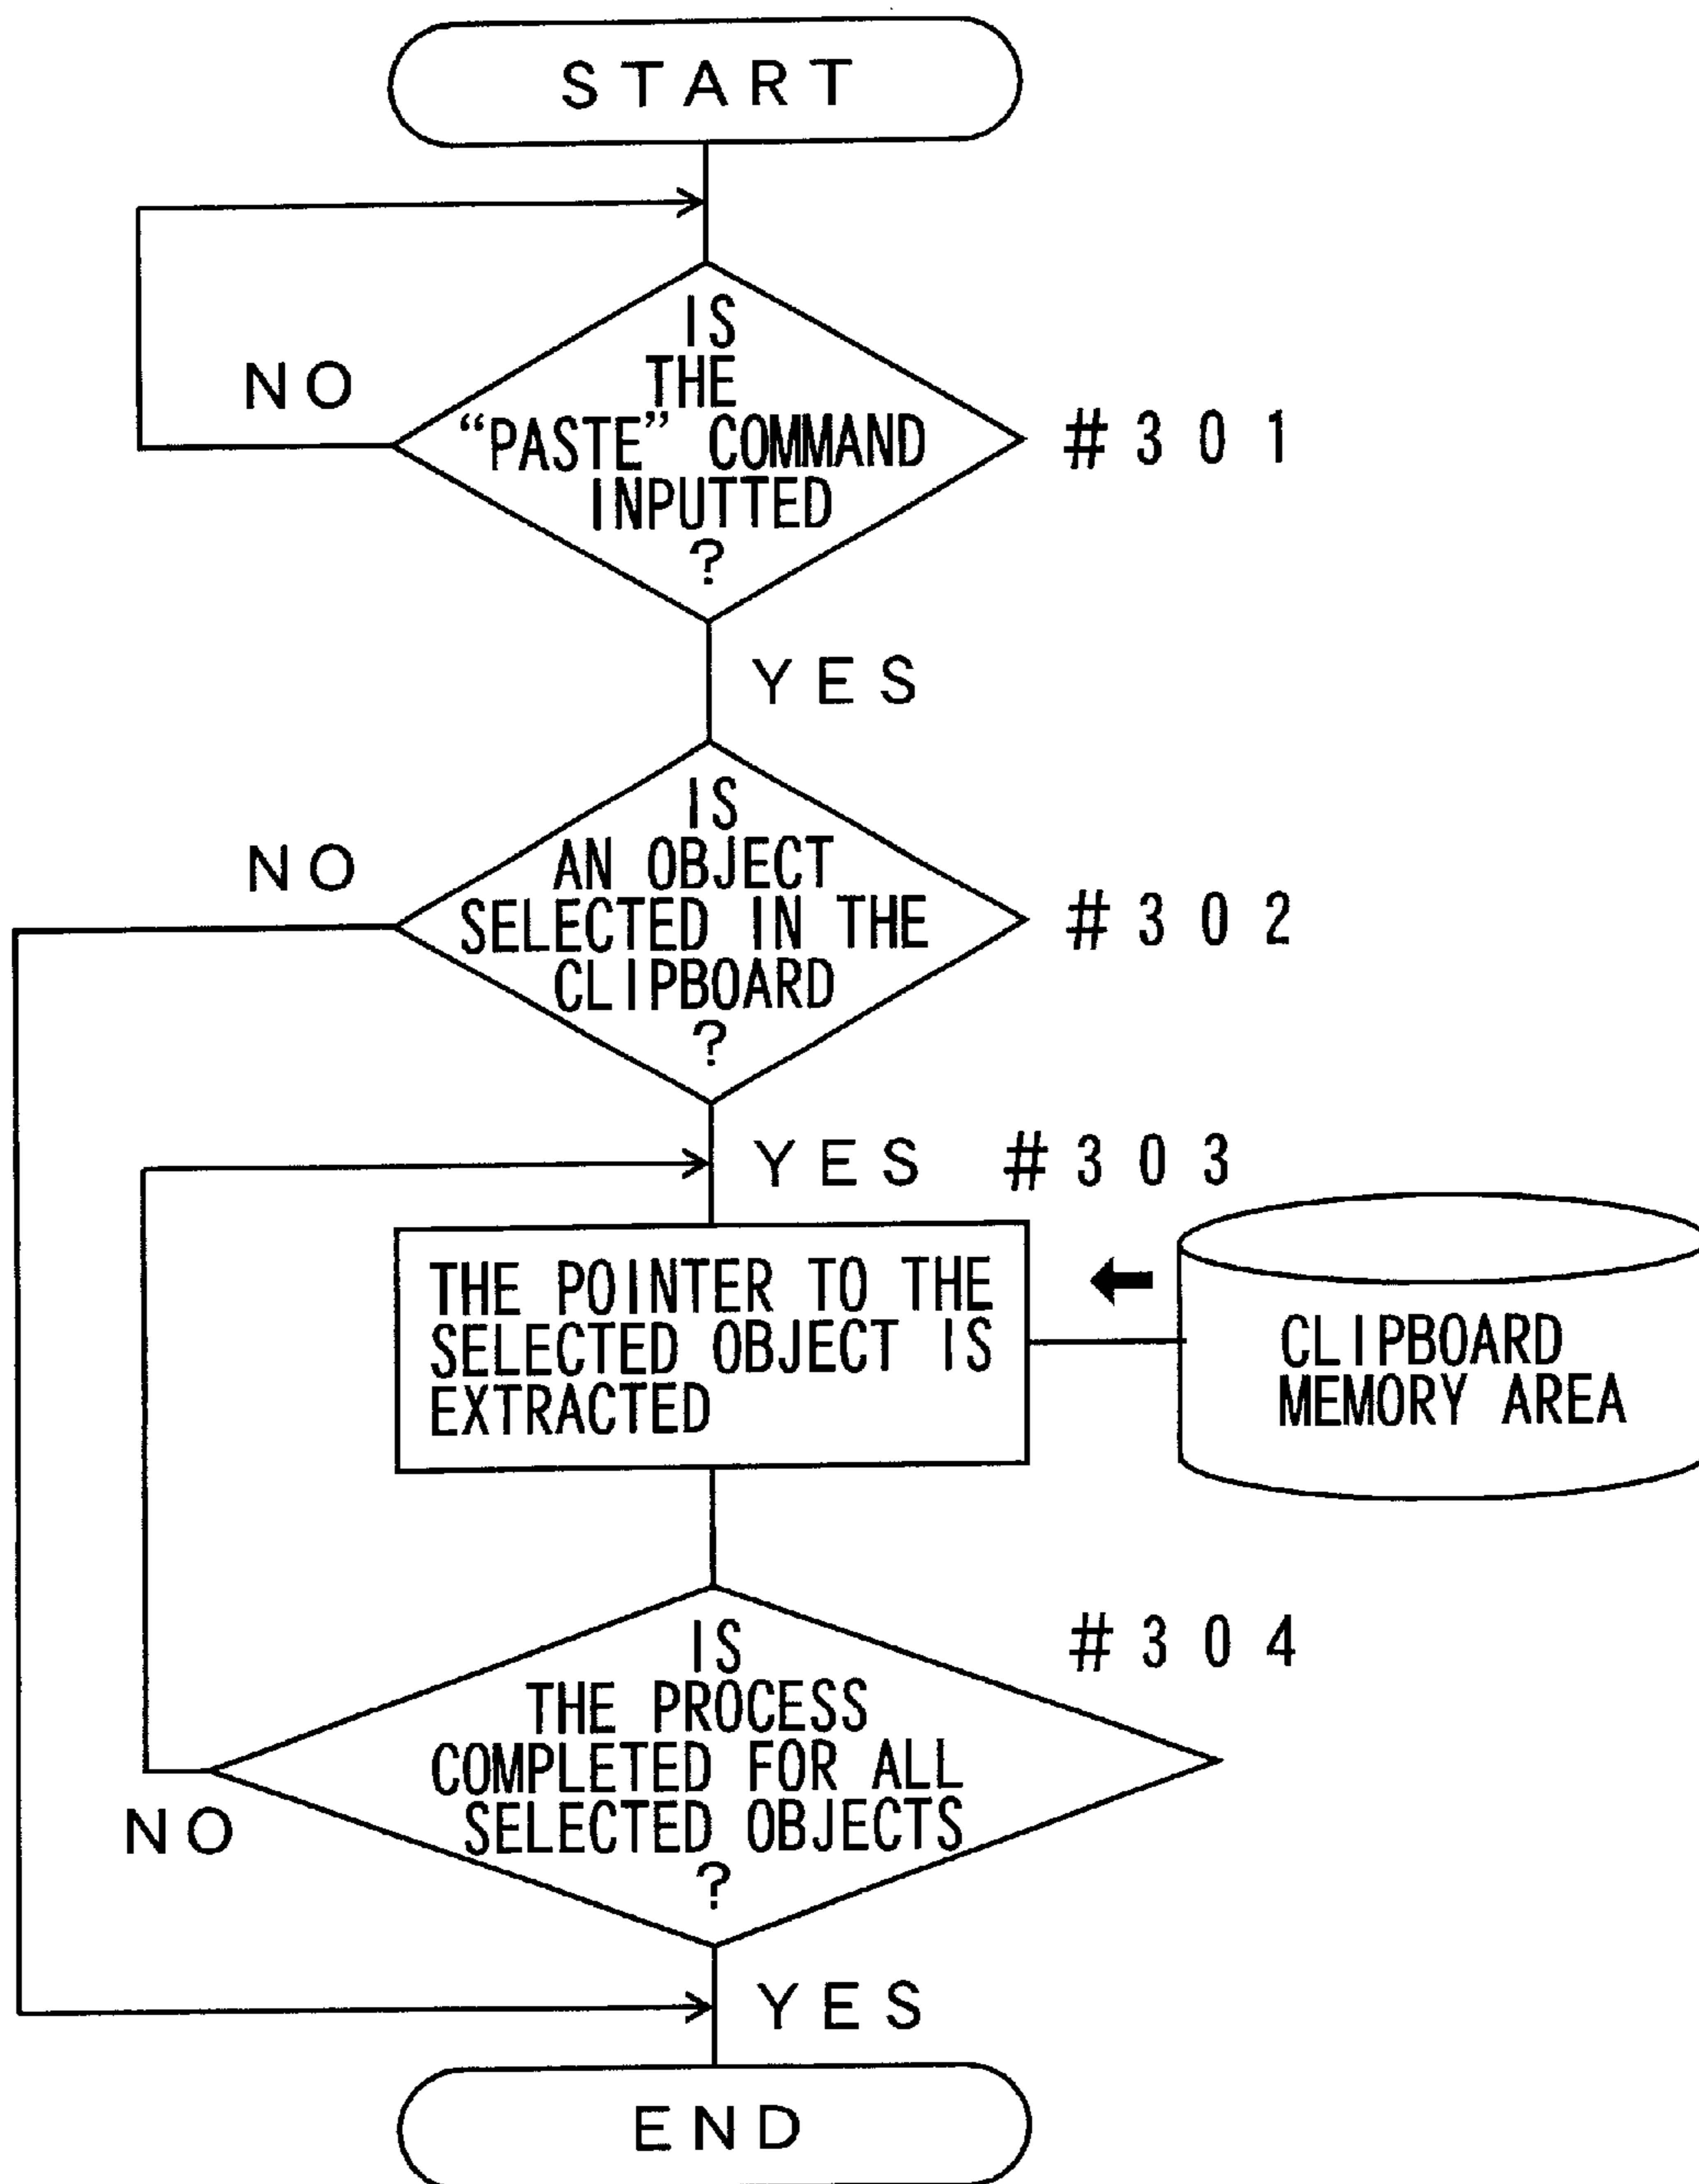 START
NO
IS
THE
“PASTE” COMMAND
INPUTTED
?
#301
YES
NO
IS
AN OBJECT
SELECTED IN THE
CLIPBOARD
?
#302
YES
#303
THE POINTER TO THE
SELECTED OBJECT IS
EXTRACTED
CLIPBOARD
MEMORY AREA
#304
IS
THE PROCESS
COMPLETED FOR ALL
SELECTED OBJECTS
?
NO
YES
END